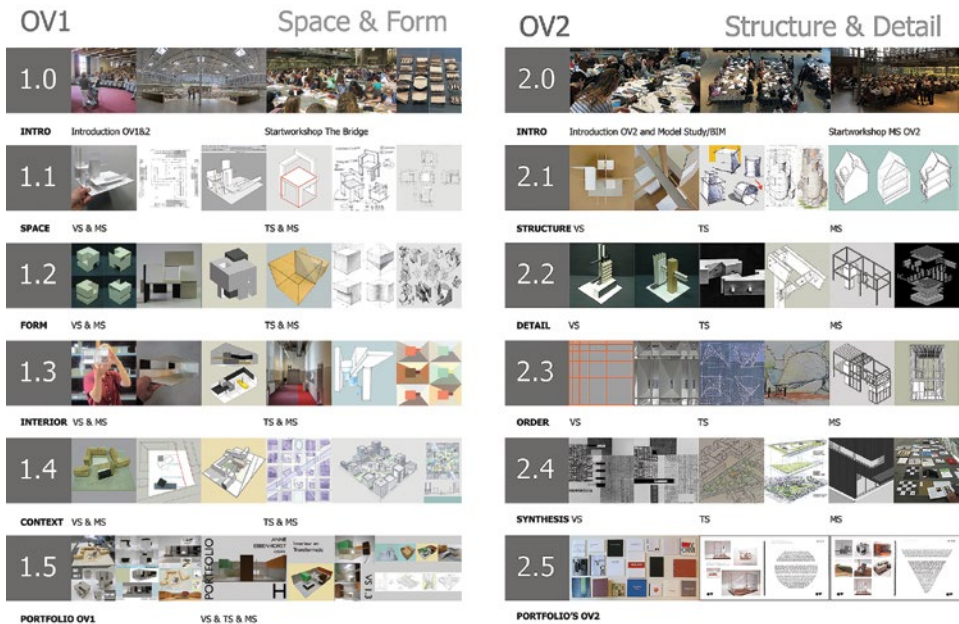 OV1 Space & Form
1.0
INTRO Introduction OV1&2 Startworkshop The Bridge
1.1
SPACE VS & MS TS & MS
1.2
FORM VS & MS TS & MS
1.3
INTERIOR VS & MS TS & MS
1.4
CONTEXT VS & MS TS & MS
1.5
PORTFOLIO
H
PORTFOLIO OV1 VS & TS & MS
OV2 Structure & Detail
2.0
INTRO Introduction OV2 and Model Study/BIM Startworkshop MS OV2
2.1
STRUCTURE VS TS MS
2.2
DETAIL VS TS MS
2.3
ORDER VS TS MS
2.4
SYNTHESIS VS TS MS
2.5
PORTFOLIO'S OV2